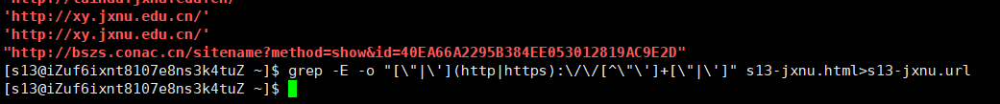 'http://xy.jxnu.edu.cn/'
'http://xy.jxnu.edu.cn/'
"http://bszs.conac.cn/sitename?method=show&id=40EA66A2295B384EE053012819AC9E2D"
[s13@iZuf6ixnt8107e8ns3k4tuZ ~]$ grep -E -o "[\"|\'](http|https):\/\/[^\"\']+[\"|\']" s13-jxnu.html>s13-jxnu.url
[s13@iZuf6ixnt8107e8ns3k4tuZ ~]$